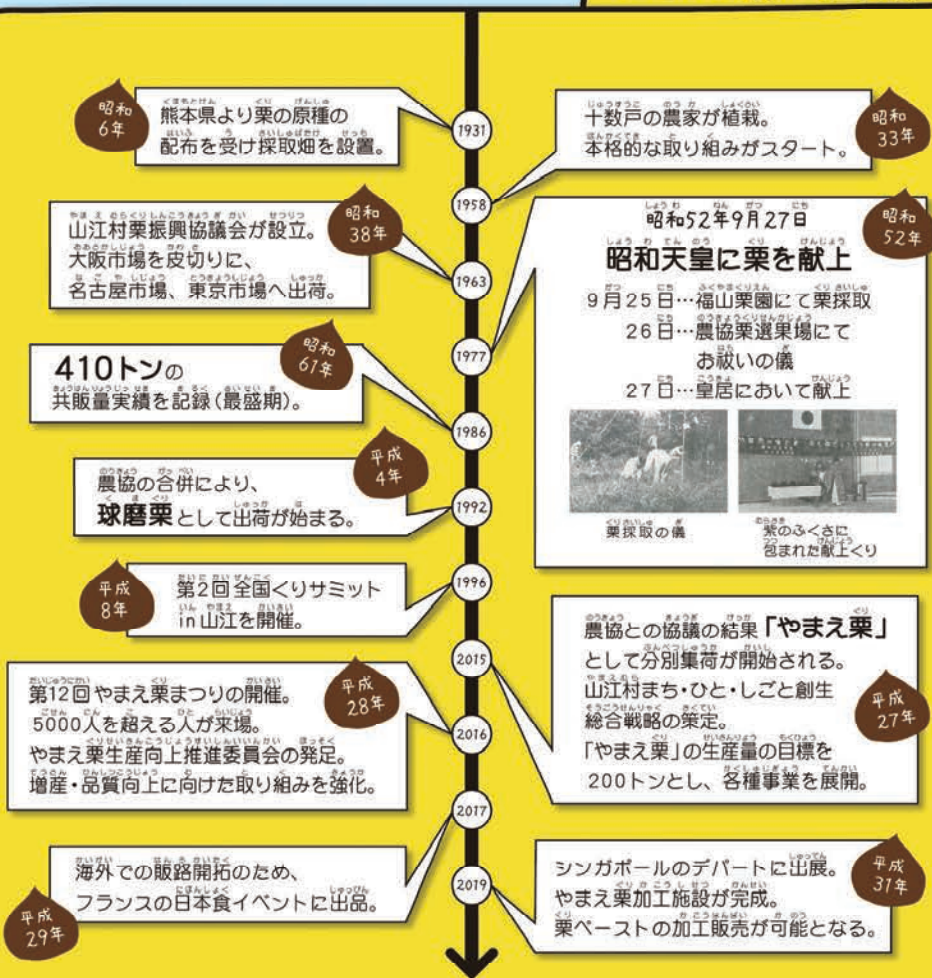 昭和
6年
熊本県より栗の原種の
配布を受け採取畑を設置。
1931
十数戸の農家が植栽。
本格的な取り組みがスタート。
昭和
33年
1958
山江村栗振興協議会が設立。
大阪市場を皮切りに、
名古屋市場、東京市場へ出荷。
昭和
38年
1963
昭和52年9月27日
昭和天皇に栗を献上
9月25日…福山栗園にて栗採取
26日…農協栗選果場にて
お祓いの儀
27日…皇居において献上
栗採取の儀
紫のふくさに
包まれた献上くり
昭和
52年
1977
410トンの
共販量実績を記録(最盛期)。
昭和
61年
1986
農協の合併により、
球磨栗として出荷が始まる。
平成
4年
1992
平成
8年
第2回全国くりサミット
in山江を開催。
1996
農協との協議の結果「やまえ栗」
として分別集荷が開始される。
山江村まち・ひと・しごと創生
総合戦略の策定。
「やまえ栗」の生産量の目標を
200トンとし、各種事業を展開。
平成
27年
2015
第12回やまえ栗まつりの開催。
5000人を超える人が来場。
やまえ栗生産向上推進委員会の発足。
増産・品質向上に向けた取り組みを強化。
平成
28年
2016
海外での販路開拓のため、
フランスの日本食イベントに出品。
平成
29年
2017
シンガポールのデパートに出展。
やまえ栗加工施設が完成。
栗ペーストの加工販売が可能となる。
平成
31年
2019